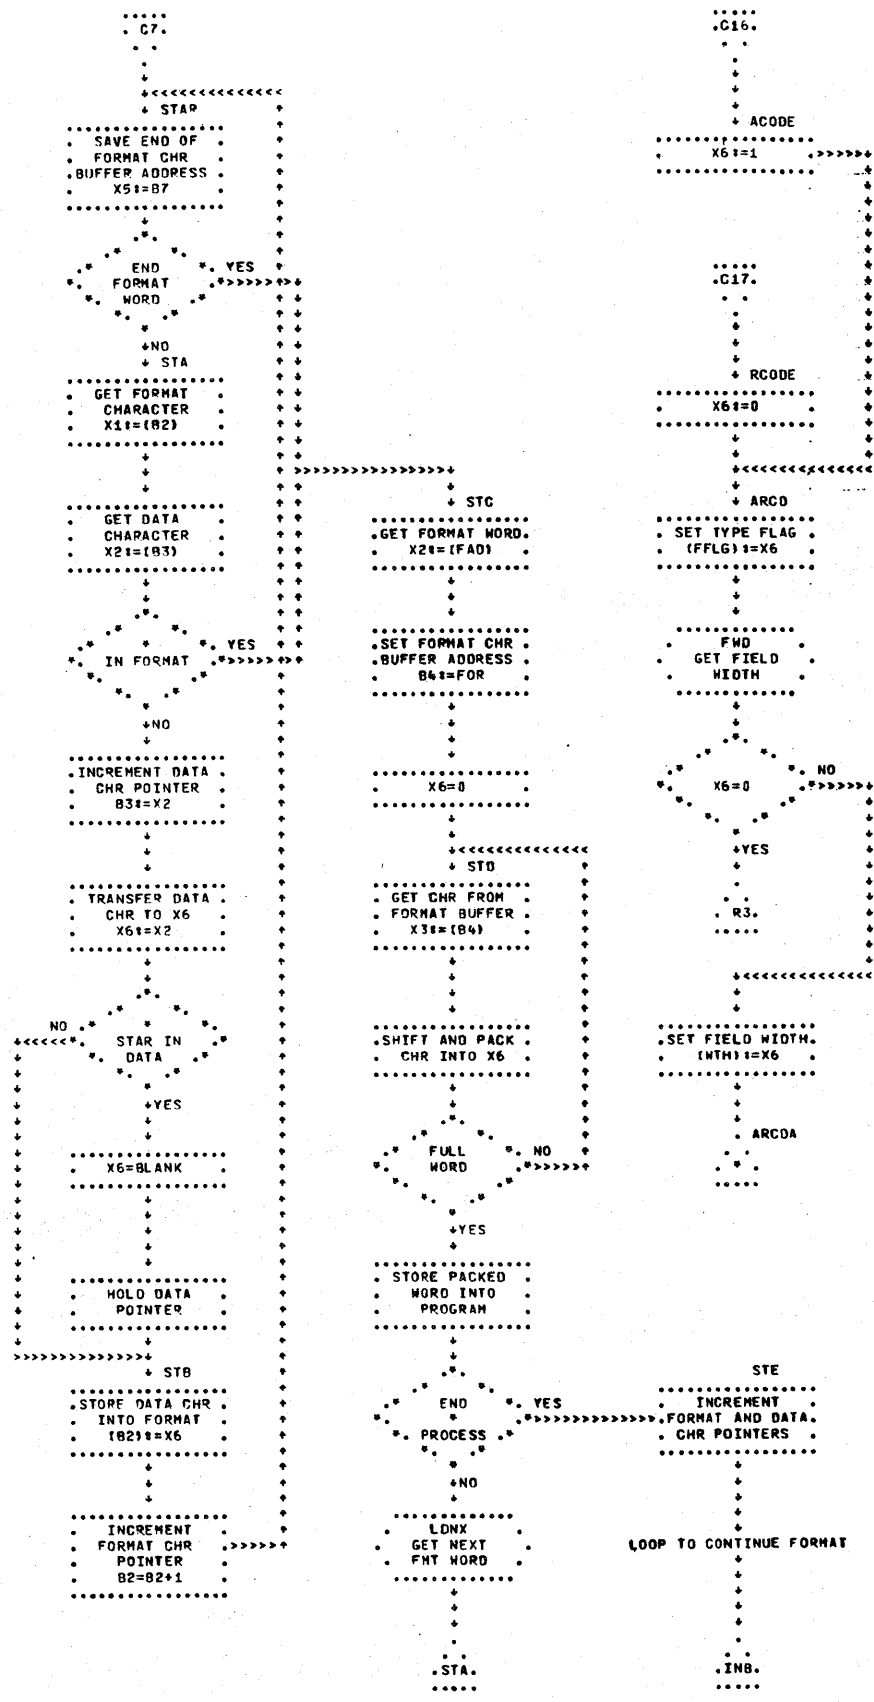 C7.
STAR
SAVE END OF
FORMAT CHR
BUFFER ADDRESS
X5:=B7
END
FORMAT
WORD
YES
NO
STA
GET FORMAT
CHARACTER
X1:=(B2)
GET DATA
CHARACTER
X2:=(B3)
* IN FORMAT
YES
NO
INCREMENT DATA
CHR POINTER
B3:=X2
TRANSFER DATA
CHR TO X6
X6:=X2
NO
STAR IN
DATA
YES
X6=BLANK
HOLD DATA
POINTER
STB
STORE DATA CHR
INTO FORMAT
(B2):=X6
INCREMENT
FORMAT CHR
POINTER
B2=B2+1
STC
GET FORMAT WORD
X2:=(FAD)
SET FORMAT CHR
BUFFER ADDRESS
B4:=FOR
X6=0
STD
GET CHR FROM
FORMAT BUFFER
X3:=(B4)
SHIFT AND PACK
CHR INTO X6
FULL
WORD
NO
YES
STORE PACKED
WORD INTO
PROGRAM
END
*
PROCESS
YES
NO
LDNX
GET NEXT
FMT WORD
.STA.
.C16.
ACODE
X6:=1
.C17.
RCODE
X6:=0
ARCD
SET TYPE FLAG
(FFLG):=X6
FWD
GET FIELD
WIDTH
X6=0
NO
YES
R3.
SET FIELD WIDTH
(WTH):=X6
ARCDA
. * .
STE
INCREMENT
FORMAT AND DATA
CHR POINTERS
LOOP TO CONTINUE FORMAT
.INB.